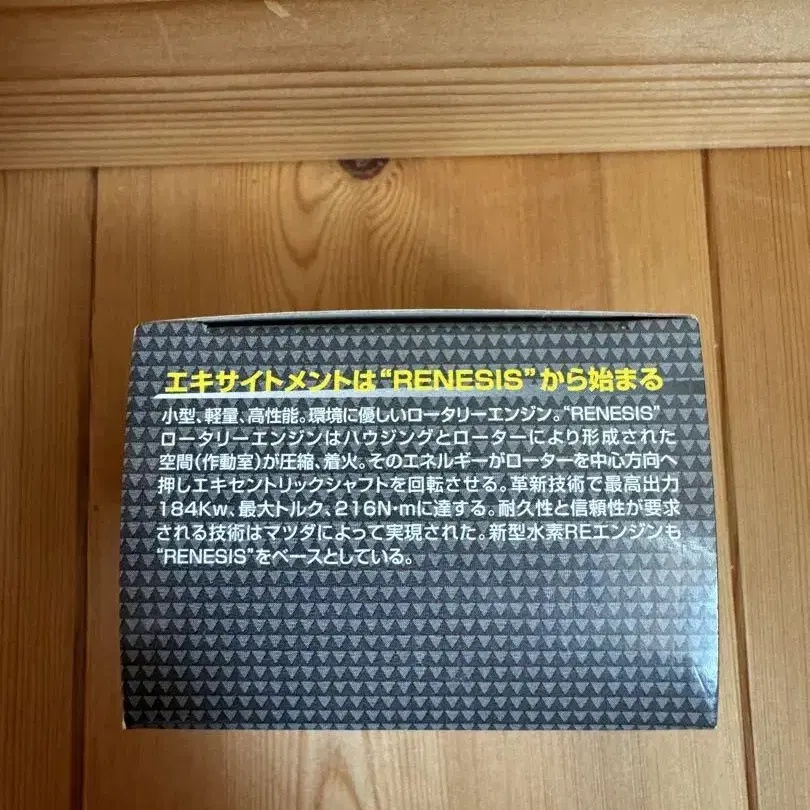 エキサイトメントは“RENESIS”から始まる
小型、軽量、高性能。環境に優しいロータリーエンジン。“RENESIS”
ロータリーエンジンはハウジングとローターにより形成された
空間(作動室)が圧縮、着火。そのエネルギーがローターを中心方向へ
押しエキセントリックシャフトを回転させる。革新技術で最高出力
184Kw、最大トルク、216N・mに達する。耐久性と信頼性が要求
される技術はマツダによって実現された。新型水素REエンジンも
“RENESIS”をベースとしている。